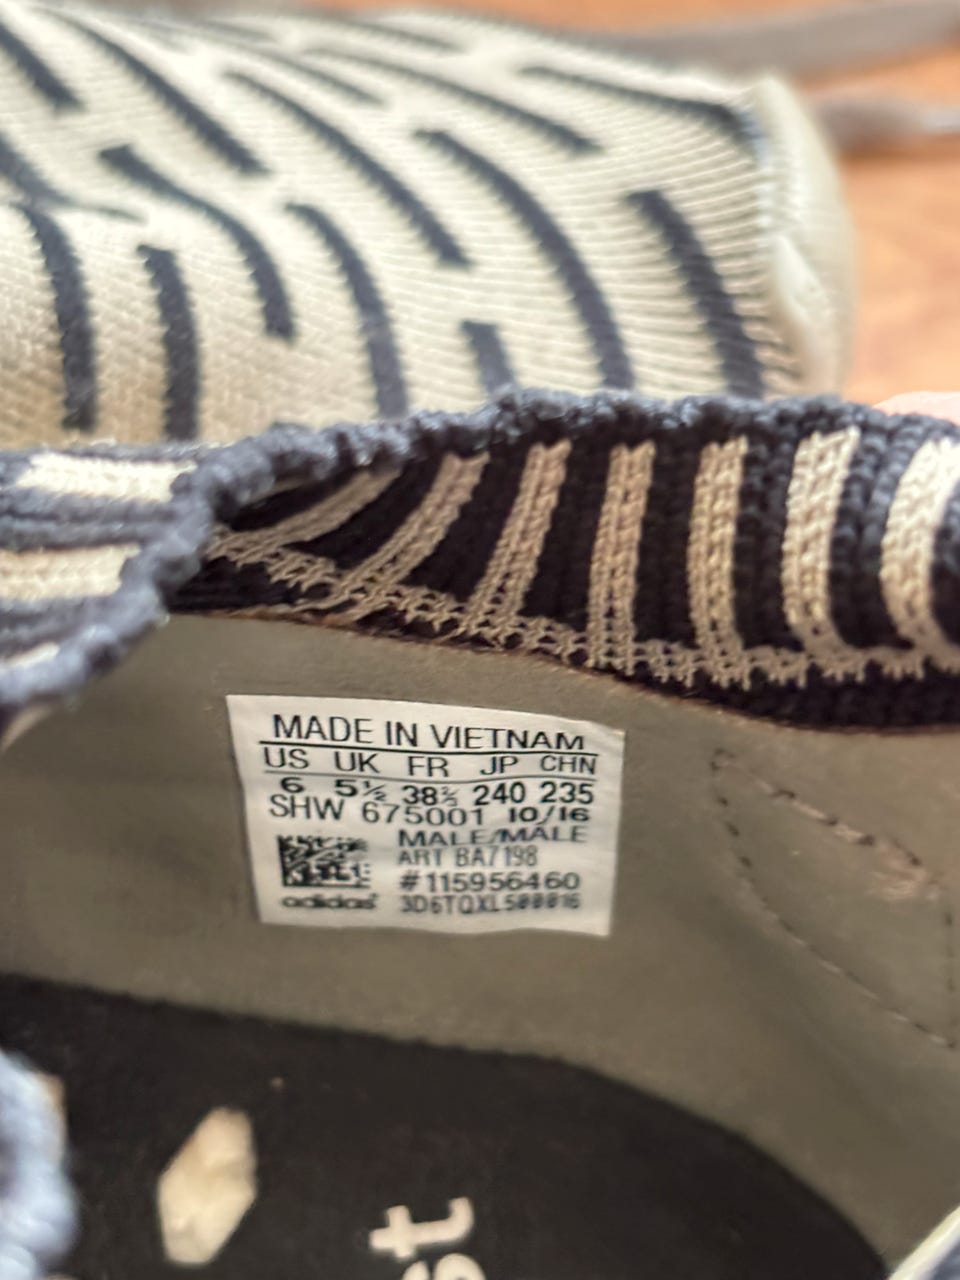 MADE IN VIETNAM
US UK FR JP CHN
6 5½ 38⅔ 240 235
SHW 675001 10/16
MALE/MALE
ART BA7198
#115956460
adidas
3D6TQXL500016
st